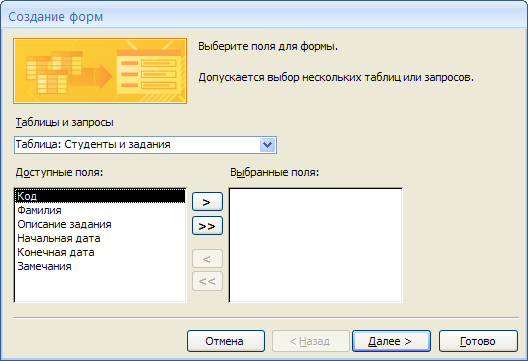 Создание форм
Выберите поля для формы.
Допускается выбор нескольких таблиц или запросов.
Таблицы и запросы
Таблица: Студенты и задания
Доступные поля:
Выбранные поля:
Код
Фамилия
Описание задания
Начальная дата
Конечная дата
Замечания
>
>>
<
<<
Отмена
< Назад
Далее >
Готово